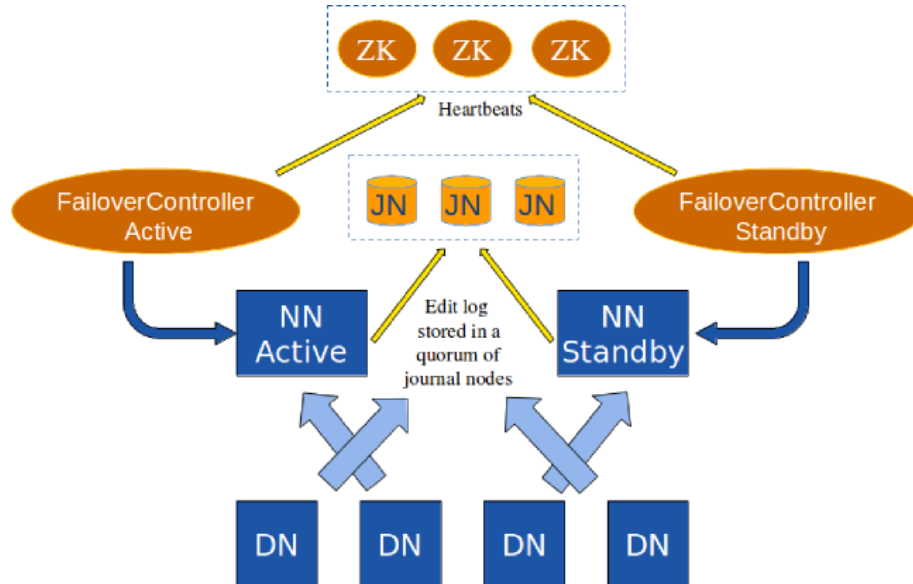 ZK ZK ZK
Heartbeats
FailoverController
Active
JN JN JN
FailoverController
Standby
NN
Active
Edit log
stored in a
quorum of
journal nodes
NN
Standby
DN DN DN DN